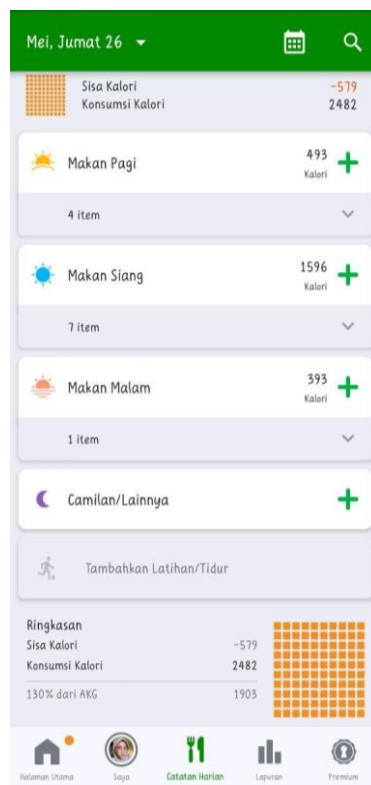 Mei, Jumat 26
Sisa Kalori -579
Konsumsi Kalori 2482
Makan Pagi 493
Kalori
4 item
Makan Siang 1596
Kalori
7 item
Makan Malam 393
Kalori
1 item
Camilan/Lainnya
Tambahkan Latihan/Tidur
Ringkasan
Sisa Kalori -579
Konsumsi Kalori 2482
130% dari AKG 1903
Halaman Utama Saya Catatan Harian Laporan Premium